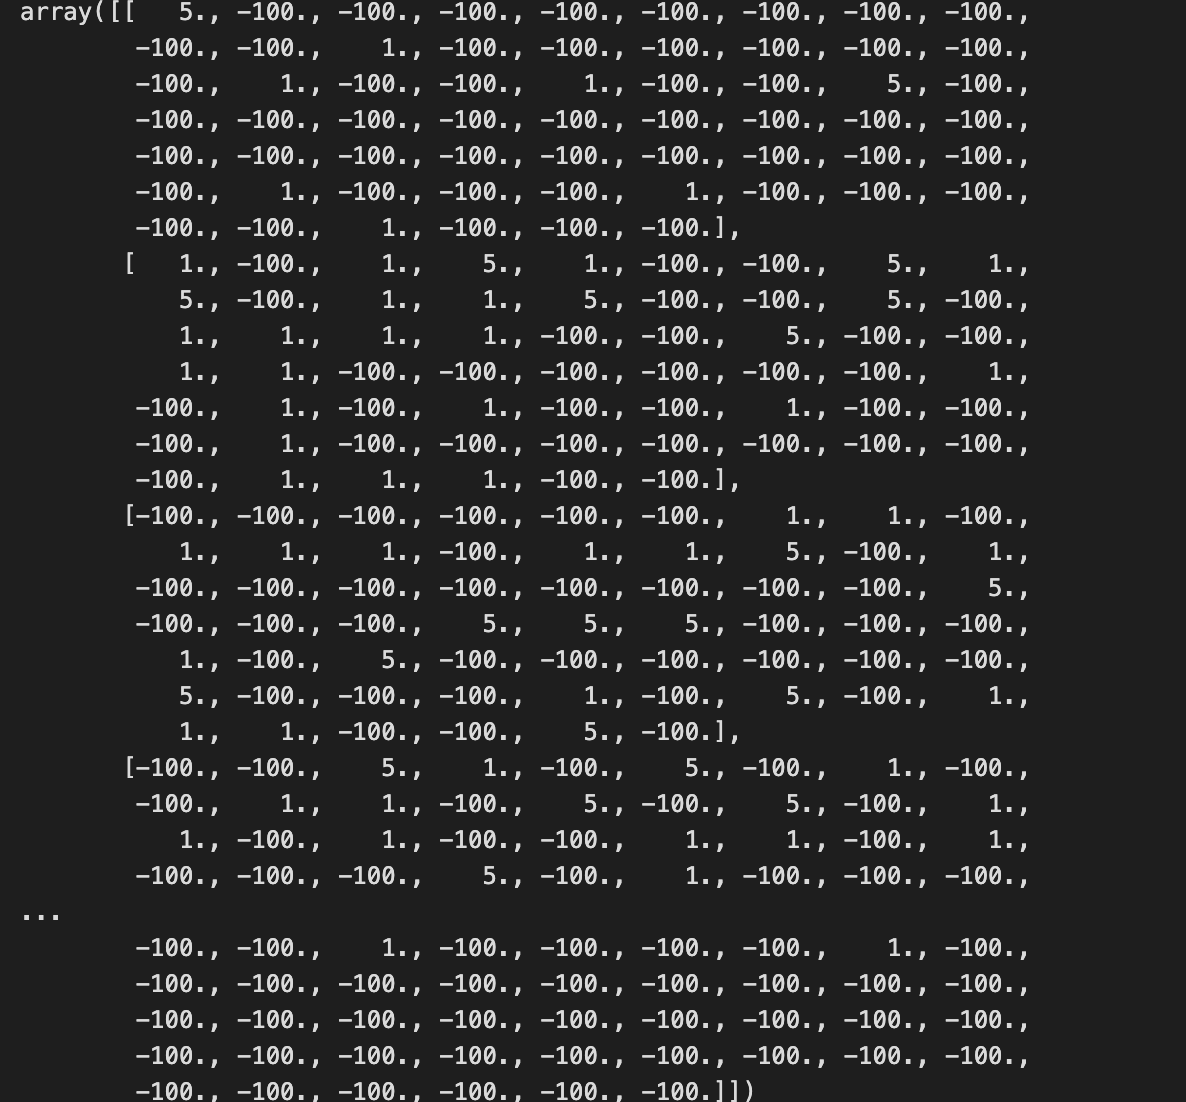 array([[   5., -100., -100., -100., -100., -100., -100., -100., -100.,
        -100., -100.,    1., -100., -100., -100., -100., -100., -100.,
        -100.,    1., -100., -100.,    1., -100., -100.,    5., -100.,
        -100., -100., -100., -100., -100., -100., -100., -100., -100.,
        -100., -100., -100., -100., -100., -100., -100., -100., -100.,
        -100.,    1., -100., -100., -100.,    1., -100., -100., -100.,
        -100., -100.,    1., -100., -100., -100.],
       [   1., -100.,    1.,    5.,    1., -100., -100.,    5.,    1.,
           5., -100.,    1.,    1.,    5., -100., -100.,    5., -100.,
           1.,    1.,    1.,    1., -100., -100.,    5., -100., -100.,
           1.,    1., -100., -100., -100., -100., -100., -100.,    1.,
        -100.,    1., -100.,    1., -100., -100.,    1., -100., -100.,
        -100.,    1., -100., -100., -100., -100., -100., -100., -100.,
        -100.,    1.,    1.,    1., -100., -100.],
       [-100., -100., -100., -100., -100., -100.,    1.,    1., -100.,
           1.,    1.,    1., -100.,    1.,    1.,    5., -100.,    1.,
        -100., -100., -100., -100., -100., -100., -100., -100.,    5.,
        -100., -100., -100.,    5.,    5.,    5., -100., -100., -100.,
           1., -100.,    5., -100., -100., -100., -100., -100., -100.,
           5., -100., -100., -100.,    1., -100.,    5., -100.,    1.,
           1.,    1., -100., -100.,    5., -100.],
       [-100., -100.,    5.,    1., -100.,    5., -100.,    1., -100.,
        -100.,    1.,    1., -100.,    5., -100.,    5., -100.,    1.,
           1., -100.,    1., -100., -100.,    1.,    1., -100.,    1.,
        -100., -100., -100.,    5., -100.,    1., -100., -100., -100.,
...
        -100., -100.,    1., -100., -100., -100., -100.,    1., -100.,
        -100., -100., -100., -100., -100., -100., -100., -100., -100.,
        -100., -100., -100., -100., -100., -100., -100., -100., -100.,
        -100., -100., -100., -100., -100., -100., -100., -100., -100.,
        -100., -100., -100., -100., -100., -100.]])